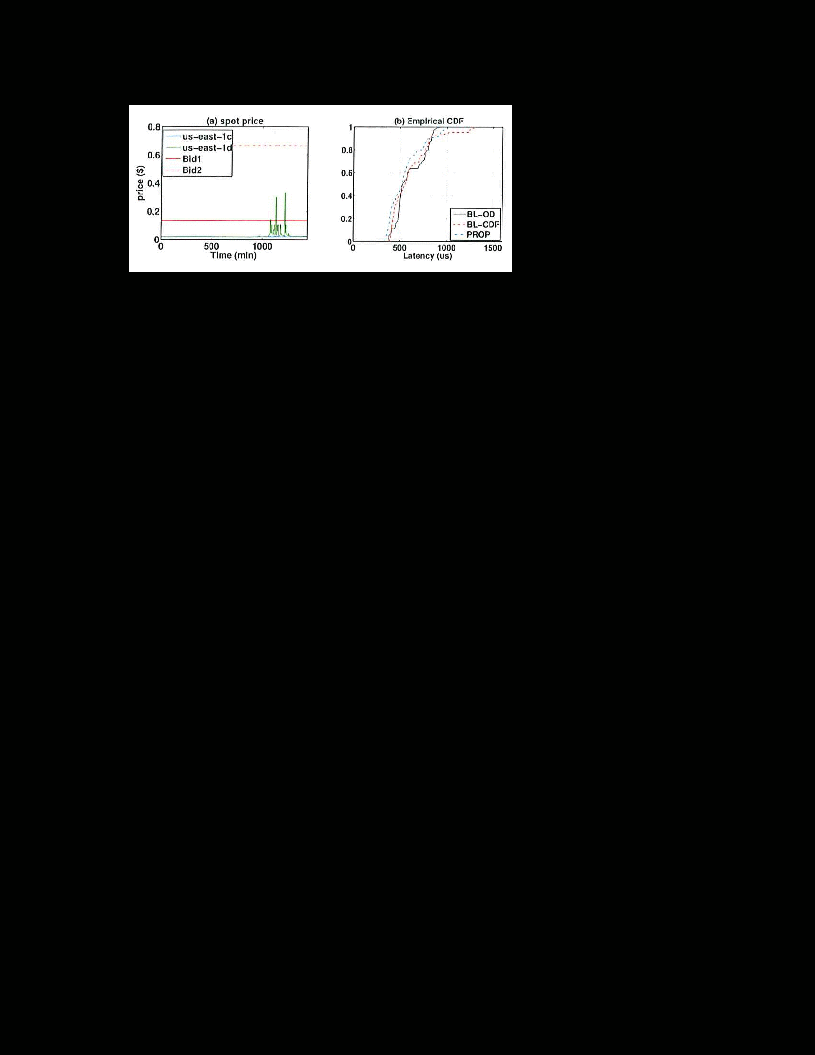 (a) spot price
0.8
0.6
0.4
0.2
0
price ($)
us-east-1c
us-east-1d
Bid1
Bid2
0 500 1000
Time (min)
(b) Empirical CDF
1
0.8
0.6
0.4
0.2
0
BL-OD
BL-CDF
PROP
0 500 1000 1500
Latency (us)